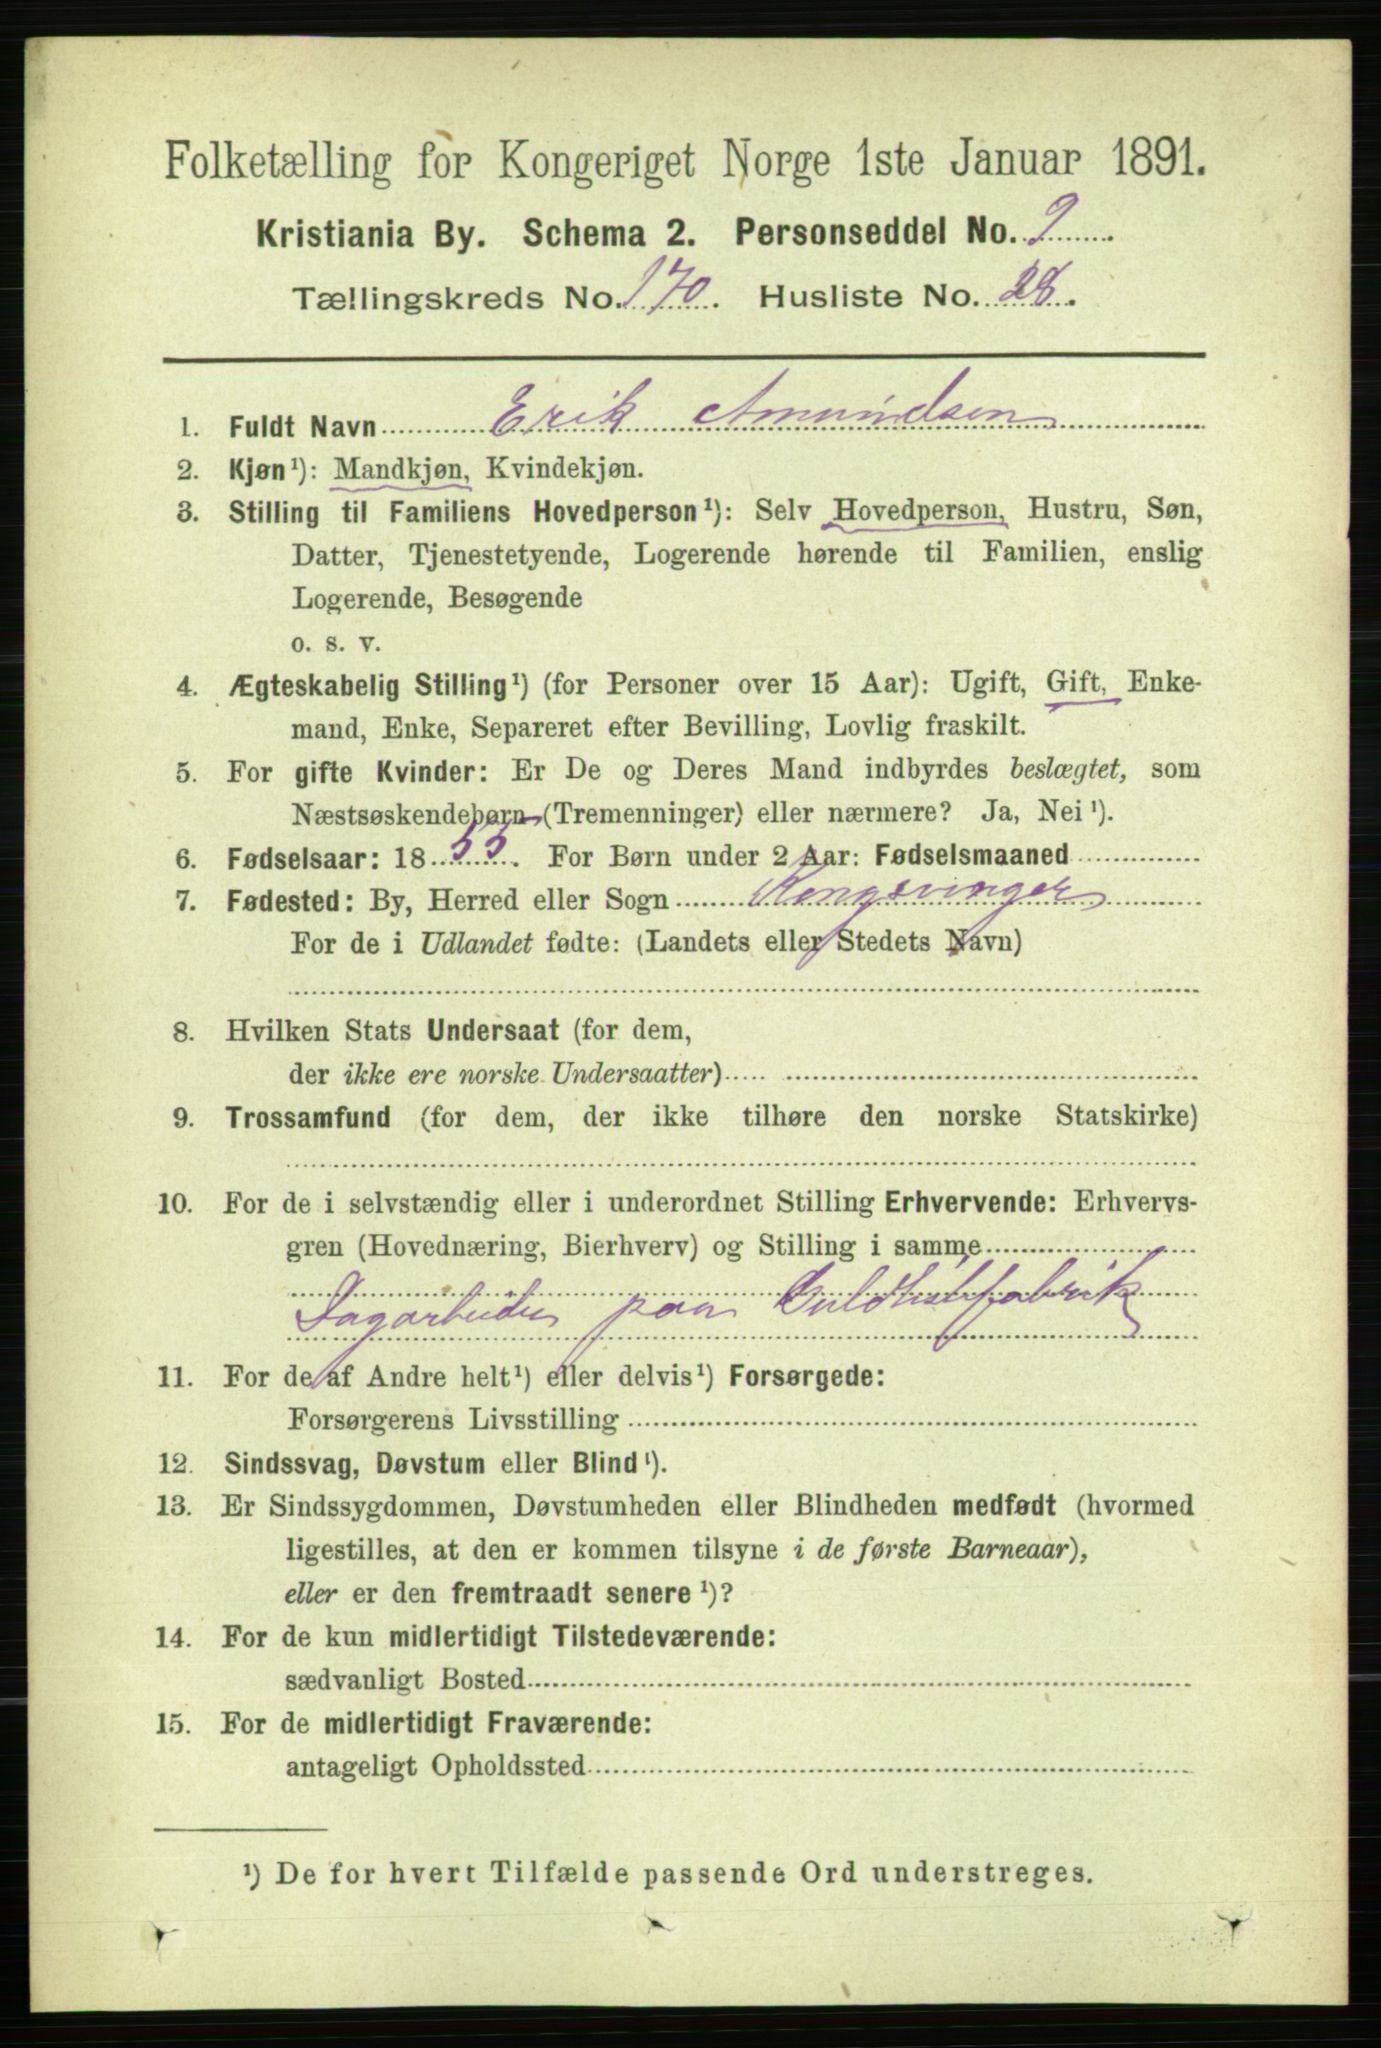 Folketælling for Kongeriget Norge 1ste Januar 1891.
Kristiania By. Schema 2. Personseddel No. 9
Tællingskreds No. 170. Husliste No. 28.
1. Fuldt Navn Erik Amundsen
2. Kjøn¹): Mandkjøn, Kvindekjøn.
3. Stilling til Familiens Hovedperson¹): Selv Hovedperson, Hustru, Søn,
Datter, Tjenestetyende, Logerende hørende til Familien, enslig
Logerende, Besøgende
o. s. v.
4. Ægteskabelig Stilling¹) (for Personer over 15 Aar): Ugift, Gift, Enke-
mand, Enke, Separeret efter Bevilling, Lovlig fraskilt.
5. For gifte Kvinder: Er De og Deres Mand indbyrdes beslægtet, som
Næstsøskendebørn (Tremenninger) eller nærmere? Ja, Nei¹).
6. Fødselsaar: 1855. For Børn under 2 Aar: Fødselsmaaned
7. Fødested: By, Herred eller Sogn Kongsvinger
For de i Udlandet fødte: (Landets eller Stedets Navn)
8. Hvilken Stats Undersaat (for dem,
der ikke ere norske Undersaatter)
9. Trossamfund (for dem, der ikke tilhøre den norske Statskirke)
10. For de i selvstændig eller i underordnet Stilling Erhvervende: Erhvervs-
gren (Hovednæring, Bierhverv) og Stilling i samme
Dagarbeider paa
11. For de af Andre helt¹) eller delvis¹) Forsørgede:
Forsørgerens Livsstilling
12. Sindssvag, Døvstum eller Blind¹).
13. Er Sindssygdommen, Døvstumheden eller Blindheden medfødt (hvormed
ligestilles, at den er kommen tilsyne i de første Barneaar),
eller er den fremtraadt senere¹)?
14. For de kun midlertidigt Tilstedeværende:
sædvanligt Bosted
15. For de midlertidigt Fraværende:
antageligt Opholdssted
¹) De for hvert Tilfælde passende Ord understreges.